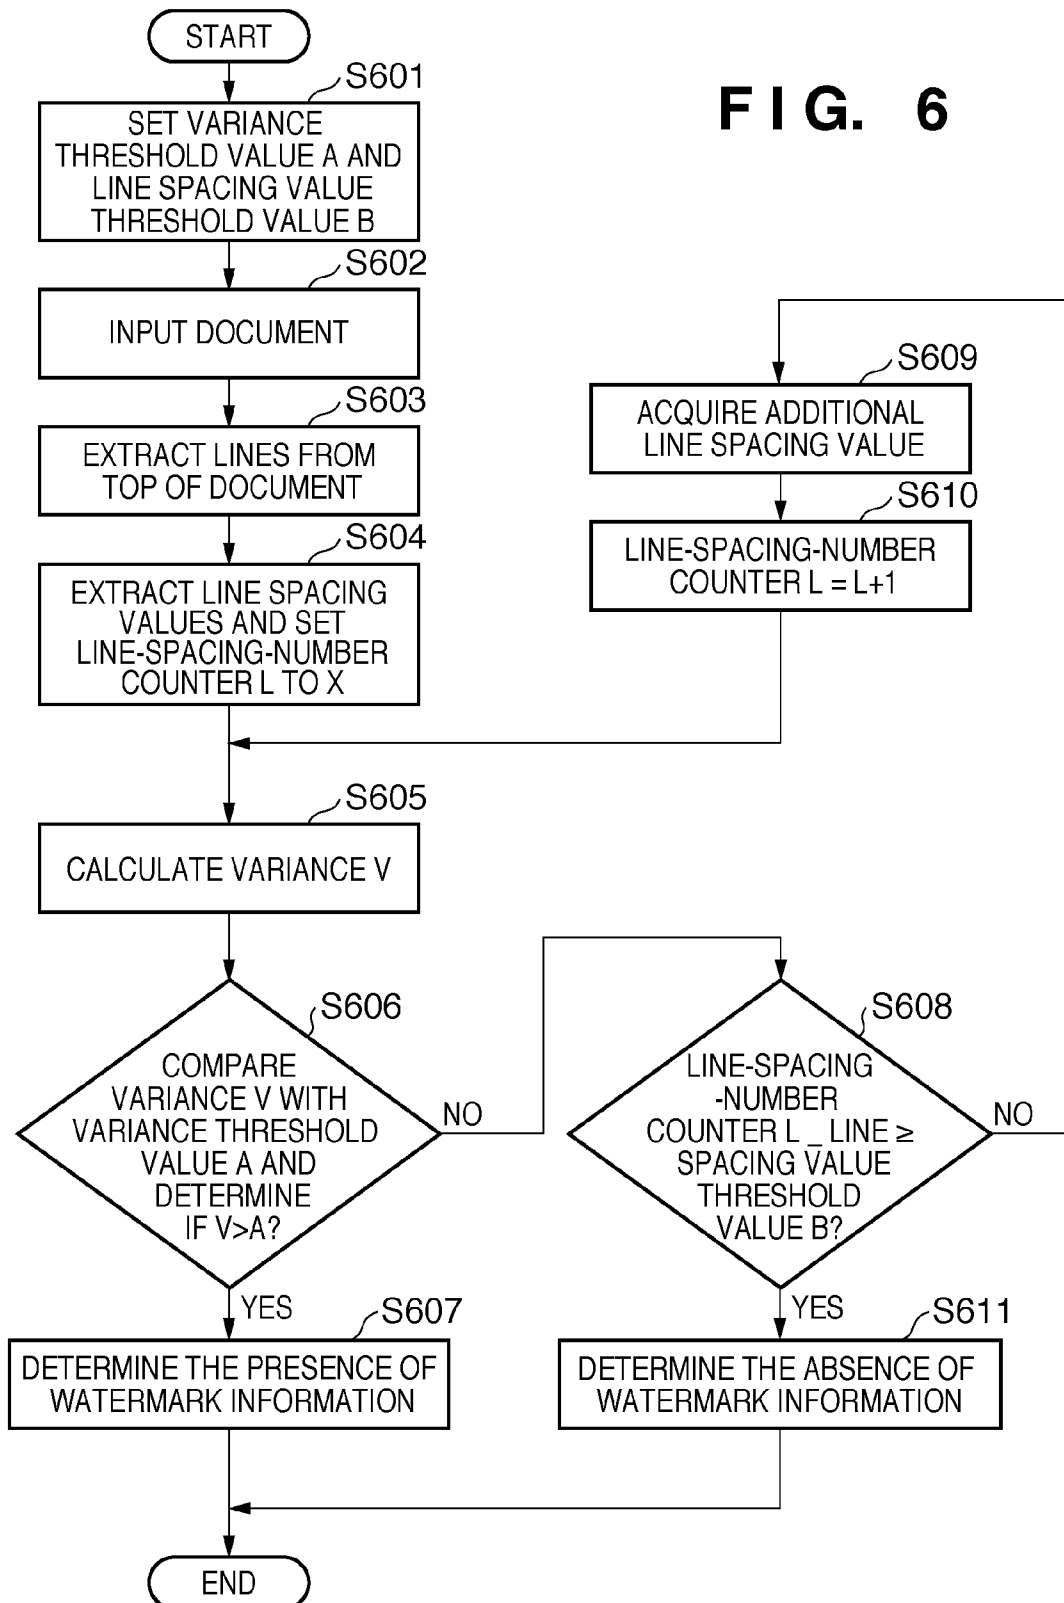 START
FIG. 6
S601
SET VARIANCE
THRESHOLD VALUE A AND
LINE SPACING VALUE
THRESHOLD VALUE B
S602
INPUT DOCUMENT
S603
EXTRACT LINES FROM
TOP OF DOCUMENT
S604
EXTRACT LINE SPACING
VALUES AND SET
LINE-SPACING-NUMBER
COUNTER L TO X
S609
ACQUIRE ADDITIONAL
LINE SPACING VALUE
S610
LINE-SPACING-NUMBER
COUNTER L = L+1
S605
CALCULATE VARIANCE V
S606
COMPARE
VARIANCE V WITH
VARIANCE THRESHOLD
VALUE A AND
DETERMINE
IF V>A?
NO
YES
S608
LINE-SPACING
-NUMBER
COUNTER L _ LINE ≥
SPACING VALUE
THRESHOLD
VALUE B?
NO
YES
S607
DETERMINE THE PRESENCE OF
WATERMARK INFORMATION
S611
DETERMINE THE ABSENCE OF
WATERMARK INFORMATION
END